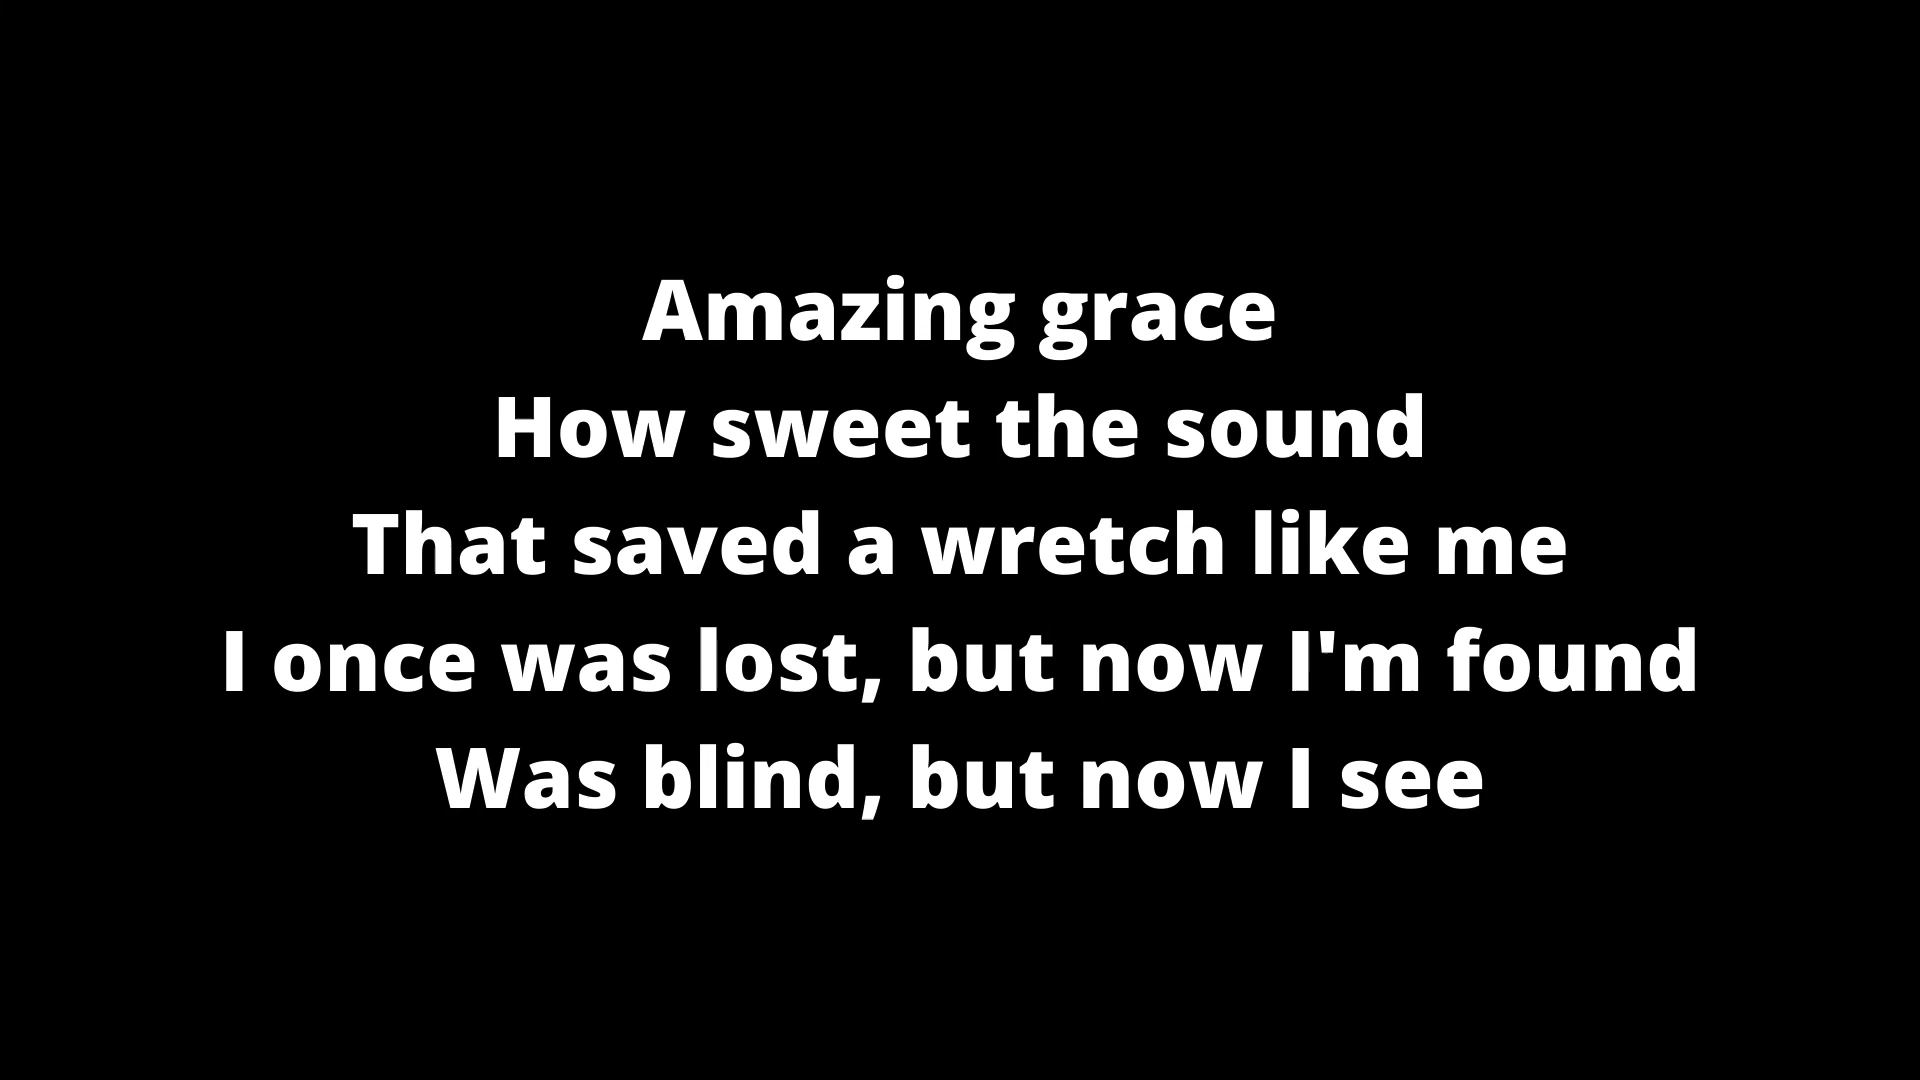 Amazing grace
How sweet the sound
That saved a wretch like me
I once was lost, but now I'm found
Was blind, but now I see